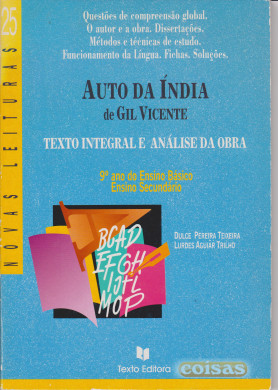 25
NOVAS LEITURAS
Questões de compreensão global.
O autor e a obra. Dissertações.
Métodos e técnicas de estudo.
Funcionamento da Língua. Fichas. Soluções.
AUTO DA ÍNDIA
de GIL VICENTE
TEXTO INTEGRAL E ANÁLISE DA OBRA
9º ano do Ensino Básico
Ensino Secundário
DULCE PEREIRA TEIXEIRA
LURDES AGUIAR TRILHO
BCAD
EFGH
IJFL
MOP
Texto Editora
coisas